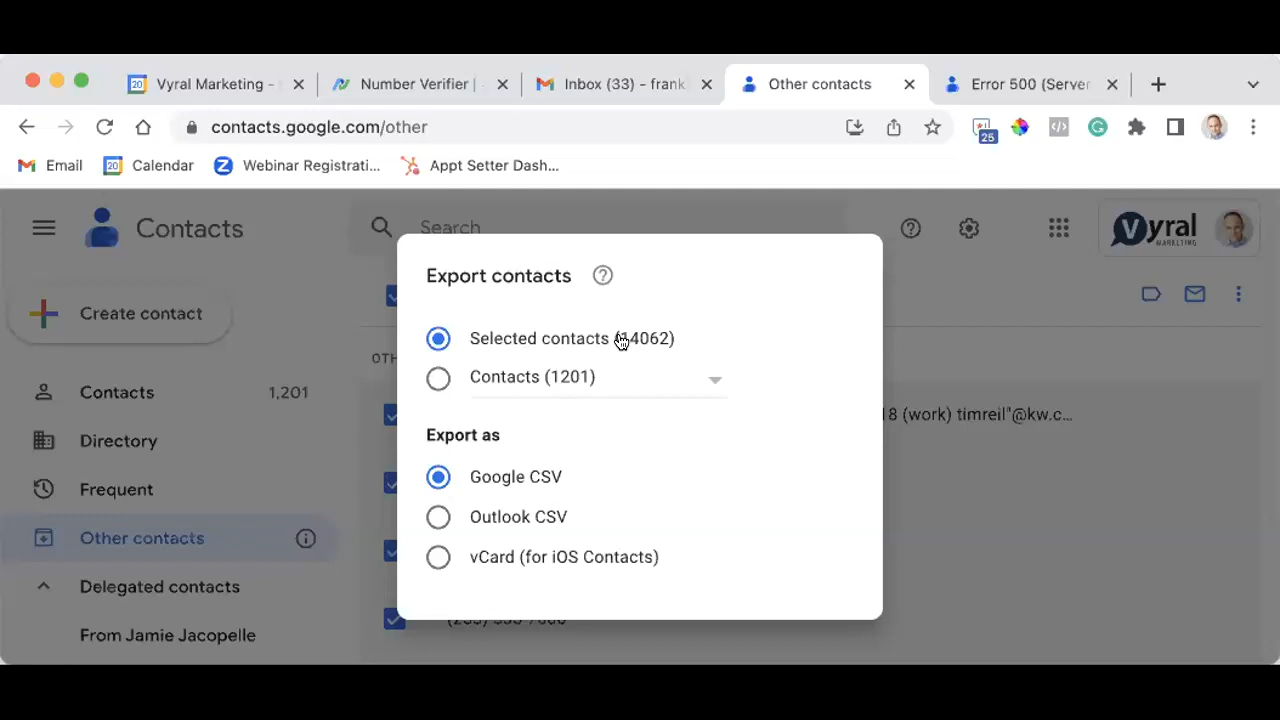 20 Vyral Marketing -
Number Verifier |
Inbox (33) - frank
Other contacts
Error 500 (Server
contacts.google.com/other
25
Email
20 Calendar
Z Webinar Registrati...
Appt Setter Dash...
Contacts
Search
Vyral
MARKETING
Export contacts
Create contact
Selected contacts (14062)
Contacts (1201)
Contacts 1,201
18 (work) timreil"@kw.c...
Export as
Directory
Google CSV
Frequent
Outlook CSV
Other contacts
vCard (for iOS Contacts)
Delegated contacts
From Jamie Jacopelle